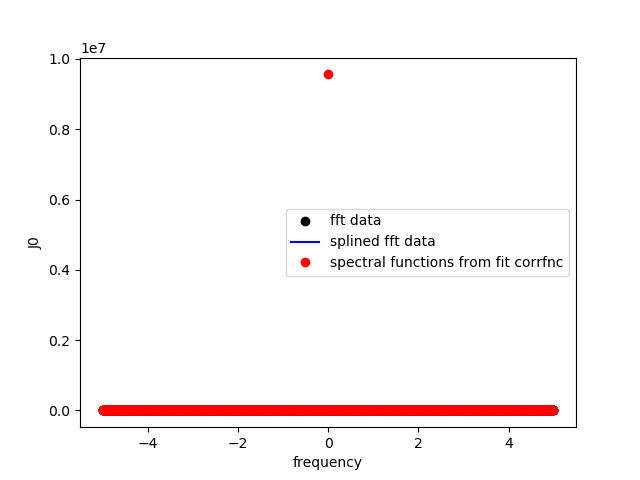 1e7
1.0
0.8
0.6
0.4
0.2
0.0
J0
fft data
splined fft data
spectral functions from fit corrfnc
−4
−2
0
2
4
frequency